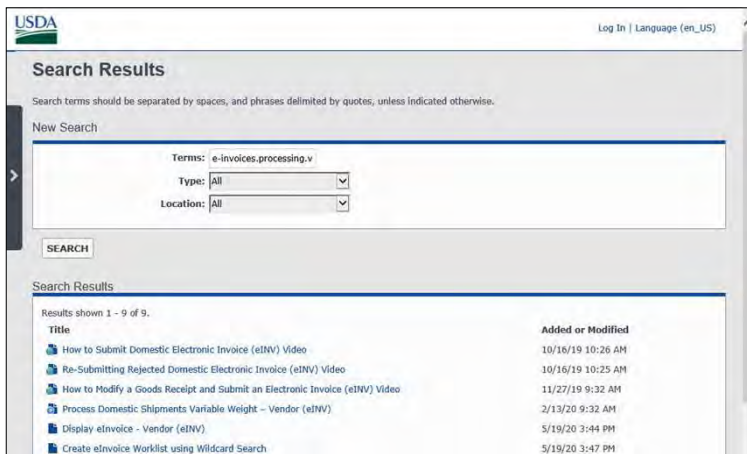 USDA
Log In | Language (en_US)
Search Results
Search terms should be separated by spaces, and phrases delimited by quotes, unless indicated otherwise.
New Search
Terms: e-invoices.processing.v
Type: All
Location: All
SEARCH
Search Results
Results shown 1 - 9 of 9.
Title Added or Modified
How to Submit Domestic Electronic Invoice (eINV) Video 10/16/19 10:26 AM
Re-Submitting Rejected Domestic Electronic Invoice (eINV) Video 10/16/19 10:25 AM
How to Modify a Goods Receipt and Submit an Electronic Invoice (eINV) Video 11/27/19 9:32 AM
Process Domestic Shipments Variable Weight – Vendor (eINV) 2/13/20 9:32 AM
Display eInvoice - Vendor (eINV) 5/19/20 3:44 PM
Create eInvoice Worklist using Wildcard Search 5/19/20 3:47 PM